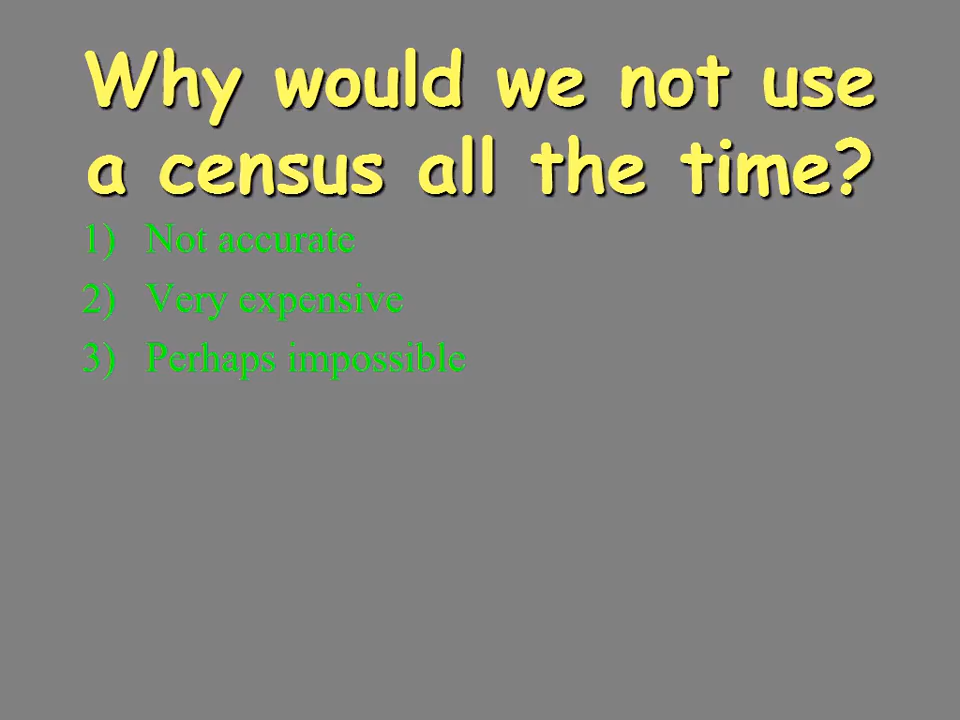 Why would we not use
a census all the time?
1) Not accurate
2) Very expensive
3) Perhaps impossible